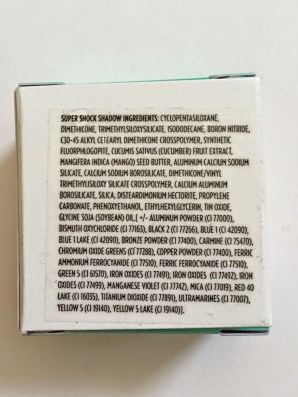 SUPER SHOCK SHADOW INGREDIENTS: CYCLOPENTASILOXANE,
DIMETHICONE, TRIMETHYLSILOXYSILICATE, ISODODECANE, BORON NITRIDE,
C30-45 ALKYL CETEARYL DIMETHICONE CROSSPOLYMER, SYNTHETIC
FLUORPHLOGOPITE, CUCUMIS SATIVUS (CUCUMBER) FRUIT EXTRACT,
MANGIFERA INDICA (MANGO) SEED BUTTER, ALUMINUM CALCIUM SODIUM
SILICATE, CALCIUM SODIUM BOROSILICATE, DIMETHICONE/VINYL
TRIMETHYLSILOXY SILICATE CROSSPOLYMER, CALCIUM ALUMINUM
BOROSILICATE, SILICA, DISTEARDIMONIUM HECTORITE, PROPYLENE
CARBONATE, PHENOXYETHANOL, ETHYLHEXYLGLYCERIN, TIN OXIDE,
GLYCINE SOJA (SOYBEAN) OIL.[ +/- ALUMINUM POWDER (CI 77000),
BISMUTH OXYCHLORIDE (CI 77163), BLACK 2 (CI 77266), BLUE 1 (CI 42090),
BLUE 1 LAKE (CI 42090), BRONZE POWDER (CI 77400), CARMINE (CI 75470),
CHROMIUM OXIDE GREENS (CI 77288), COPPER POWDER (CI 77400), FERRIC
AMMONIUM FERROCYANIDE (CI 77510), FERRIC FERROCYANIDE (CI 77510),
GREEN 5 (CI 61570), IRON OXIDES (CI 77491), IRON OXIDES (CI 77492), IRON
OXIDES (CI 77499), MANGANESE VIOLET (CI 77742), MICA (CI 77019), RED 40
LAKE (CI 16035), TITANIUM DIOXIDE (CI 77891), ULTRAMARINES (CI 77007),
YELLOW 5 (CI 19140), YELLOW 5 LAKE (CI 19140)].